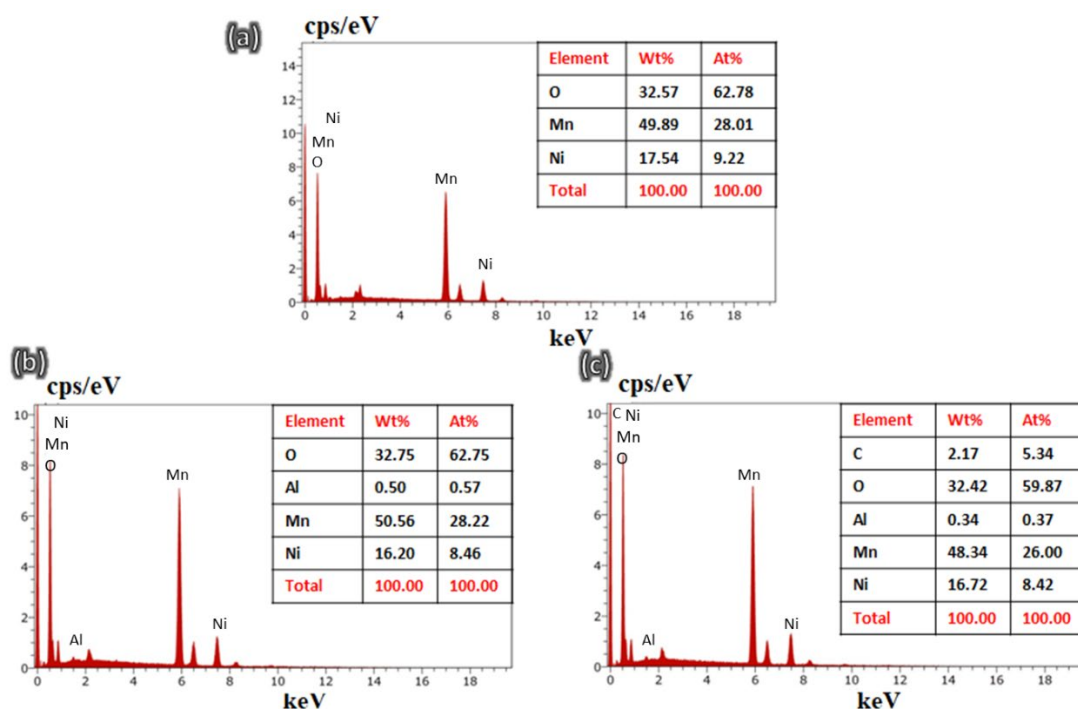 (a)
cps/eV
14
12
10
8
6
4
2
0
Ni
Mn
O
Mn
Ni
0 2 4 6 8 10 12 14 16 18
keV
Element Wt% At%
O 32.57 62.78
Mn 49.89 28.01
Ni 17.54 9.22
Total 100.00 100.00
(b)
cps/eV
10
8
6
4
2
0
Ni
Mn
O
Al
Mn
Ni
0 2 4 6 8 10 12 14 16 18
keV
Element Wt% At%
O 32.75 62.75
Al 0.50 0.57
Mn 50.56 28.22
Ni 16.20 8.46
Total 100.00 100.00
(c)
cps/eV
10
8
6
4
2
0
C Ni
Mn
O
Al
Mn
Ni
0 2 4 6 8 10 12 14 16 18
keV
Element Wt% At%
C 2.17 5.34
O 32.42 59.87
Al 0.34 0.37
Mn 48.34 26.00
Ni 16.72 8.42
Total 100.00 100.00